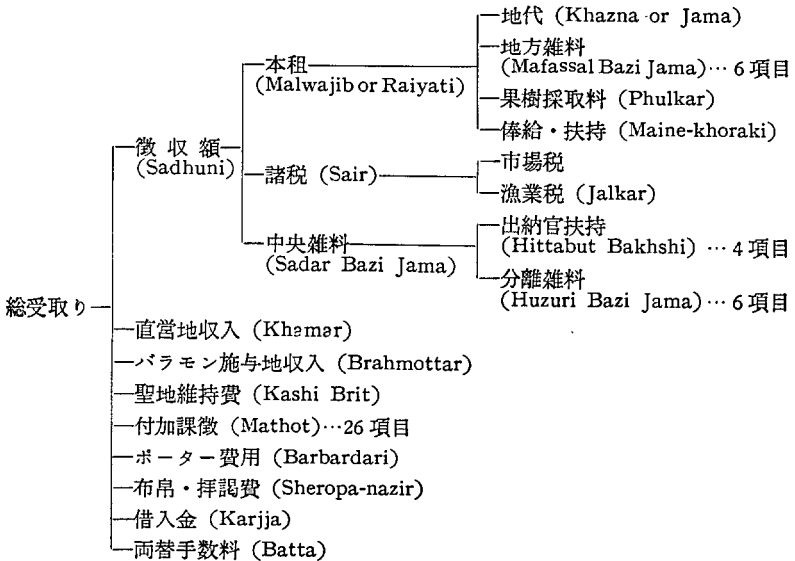 地代 (Khazna or Jama)
地方雑料
(Mafassal Bazi Jama)… 6 項目
果樹採取料 (Phulkar)
俸給・扶持 (Maine-khoraki)
本租
(Malwajib or Raiyati)
市場税
漁業税 (Jalkar)
諸税 (Sair)
出納官扶持
(Hittabut Bakhshi) … 4 項目
分離雑料
(Huzuri Bazi Jama)… 6 項目
中央雑料
(Sadar Bazi Jama)
徴 収 額
(Sadhuni)
総受取り
直営地収入 (Khamar)
バラモン施与地収入 (Brahmottar)
聖地維持費 (Kashi Brit)
付加課徴 (Mathot)…26 項目
ポーター費用 (Barbardari)
布帛・拝謁費 (Sheropa-nazir)
借入金 (Karjja)
両替手数料 (Batta)